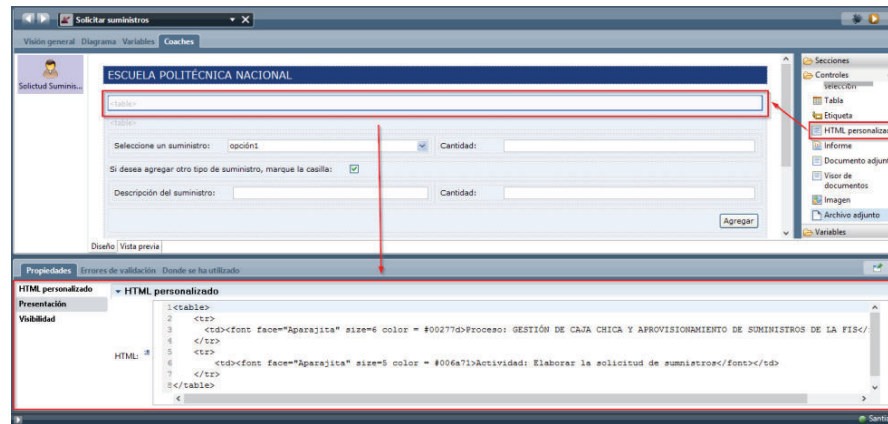 Solicitar suministros
Visión general Diagrama Variables Coaches
Solictud Suminis...
ESCUELA POLITÉCNICA NACIONAL
<table>
<table>
Seleccione un suministro: opción1 Cantidad:
Si desea agregar otro tipo de suministro, marque la casilla:
Descripción del suministro: Cantidad:
Agregar
Diseño Vista previa
Secciones
Controles
selección
Tabla
Etiqueta
HTML personaliza
Informe
Documento adjun
Visor de
documentos
Imagen
Archivo adjunto
Variables
Propiedades Errores de validación Donde se ha utilizado
HTML personalizado
Presentación
Visibilidad
HTML personalizado
HTML:
1 <table>
2 <tr>
3 <td><font face="Aparajita" size=6 color = #00277d>Proceso: GESTIÓN DE CAJA CHICA Y APROVISIONAMIENTO DE SUMINISTROS DE LA FIS</
4 </tr>
5 <tr>
6 <td><font face="Aparajita" size=5 color = #006a71>Actividad: Elaborar la solicitud de sumnistros</font></td>
7 </tr>
8 </table>
Santi